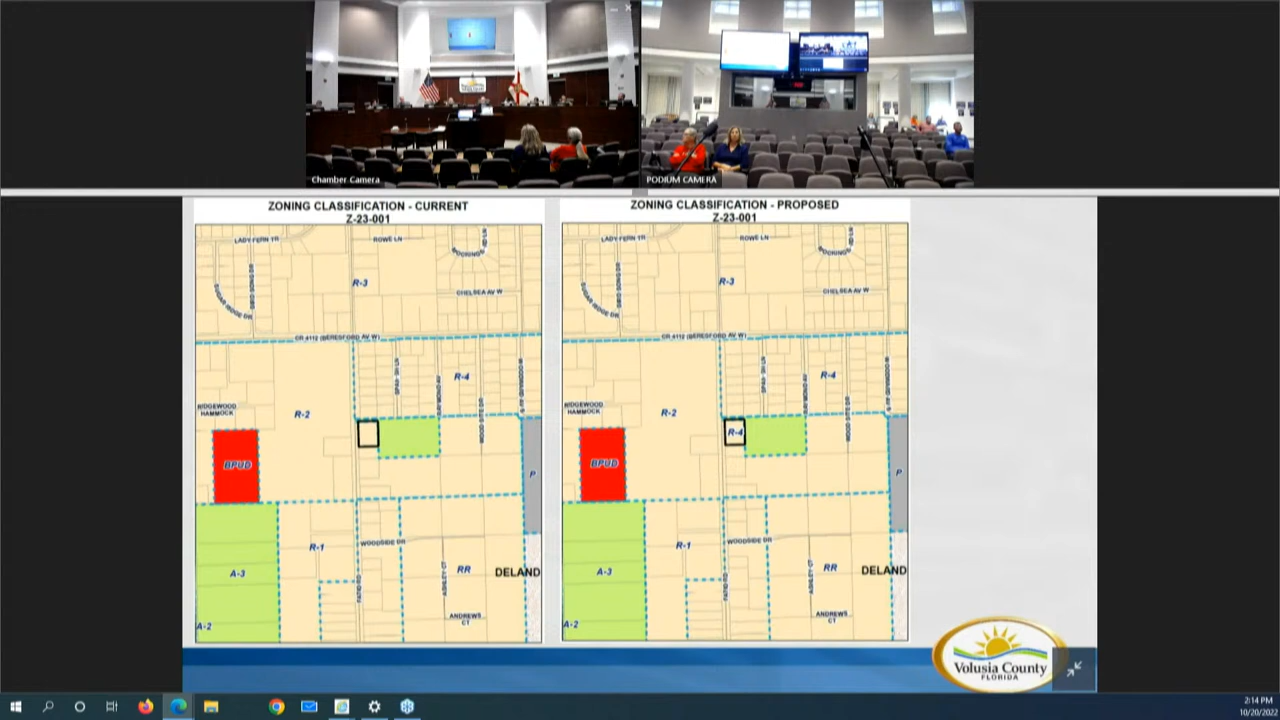 Chamber Camera
PODIUM CAMERA
ZONING CLASSIFICATION - CURRENT
Z-23-001
LADY FERN TR
ROWE LN
R-3
CHELSEA AV W
CR 4112 (BERESFORD AV W)
R-4
R-2
RIDGEWOOD
HAMMOCK
BPUD
P
R-1
WOODSIDE DR
A-3
RR
DELAND
ASHLEY CT
ANDREWS
CT
A-2
ZONING CLASSIFICATION - PROPOSED
Z-23-001
LADY FERN TR
ROWE LN
R-3
CHELSEA AV W
CR 4112 (BERESFORD AV W)
R-4
R-2
RIDGEWOOD
HAMMOCK
R-4
BPUD
P
R-1
WOODSIDE DR
A-3
RR
DELAND
ASHLEY CT
ANDREWS
CT
A-2
Volusia County
FLORIDA
2:14 PM
10/20/2022